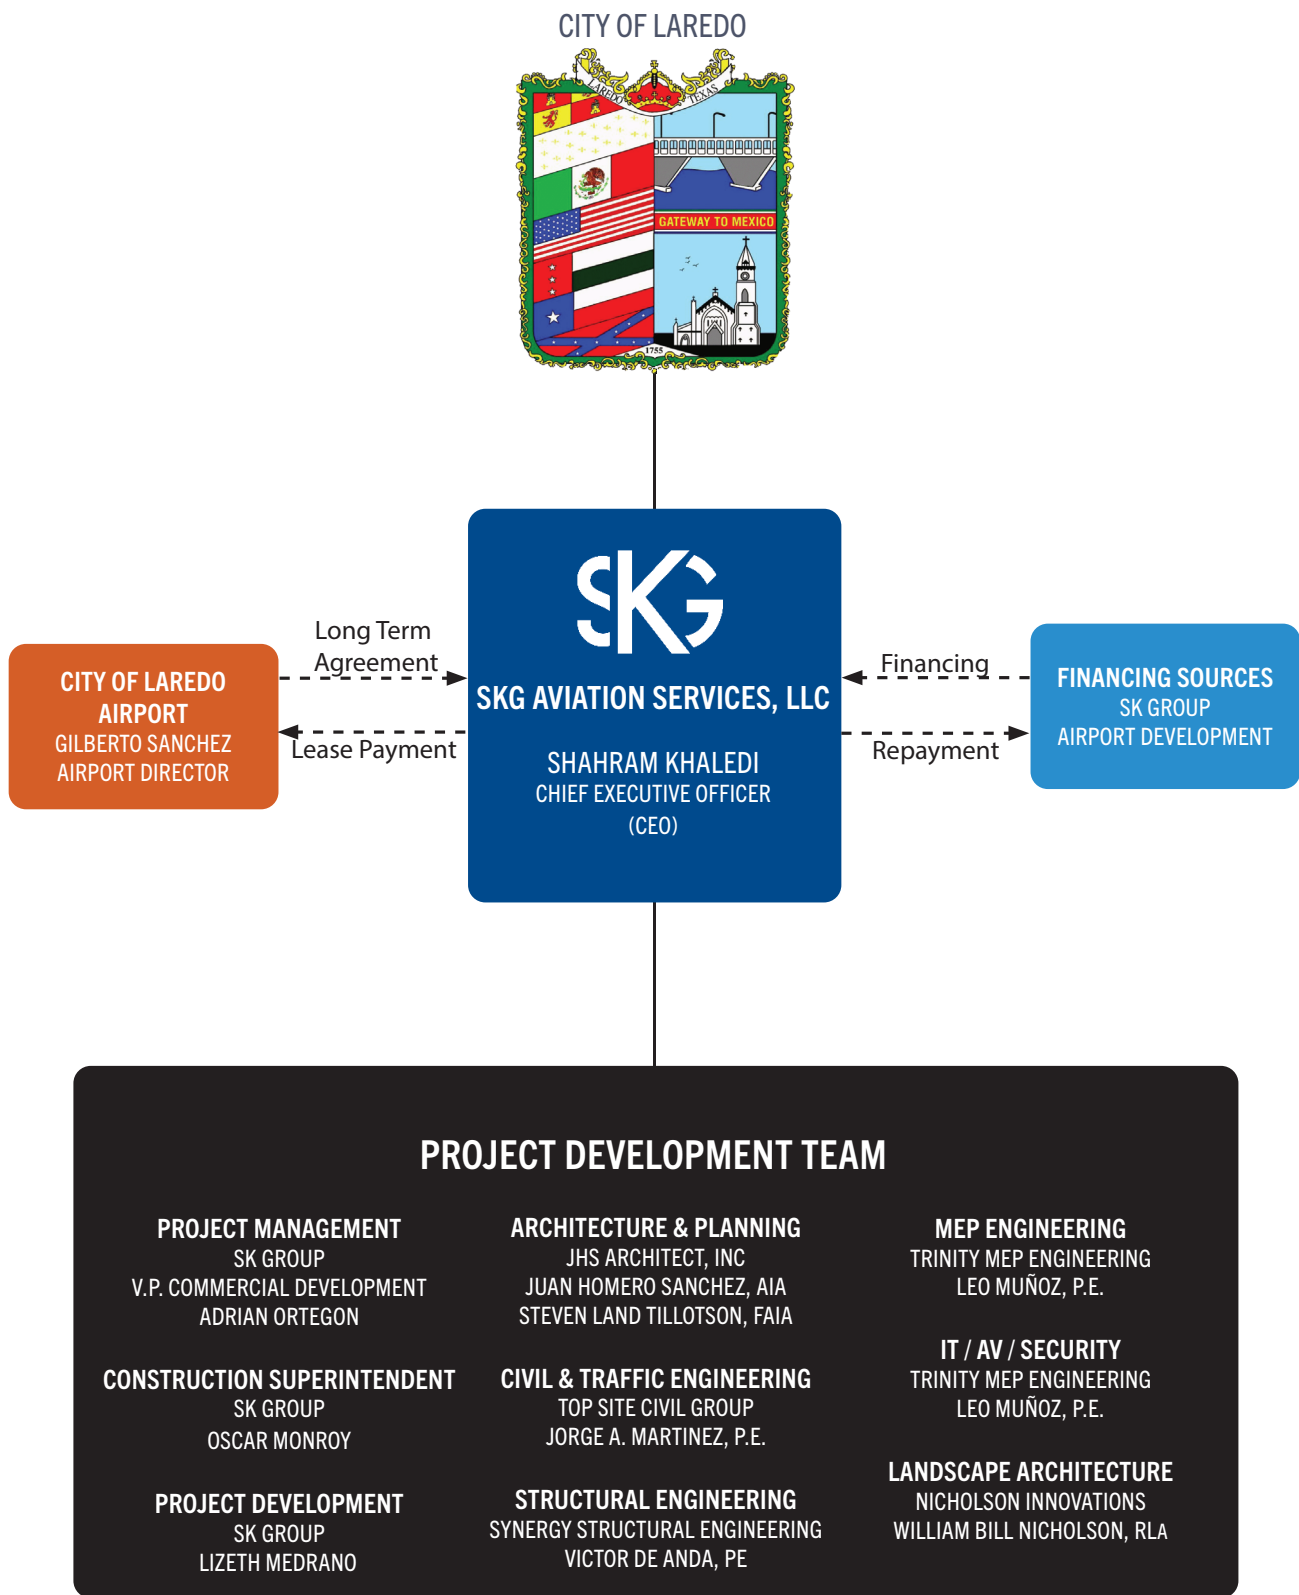 CITY OF LAREDO
LAREDO TEXAS
GATEWAY TO MEXICO
1755
SKG
SKG AVIATION SERVICES, LLC
SHAHRAM KHALEDI
CHIEF EXECUTIVE OFFICER
(CEO)
Long Term
Agreement
Lease Payment
CITY OF LAREDO
AIRPORT
GILBERTO SANCHEZ
AIRPORT DIRECTOR
Financing
Repayment
FINANCING SOURCES
SK GROUP
AIRPORT DEVELOPMENT
PROJECT DEVELOPMENT TEAM
PROJECT MANAGEMENT
SK GROUP
V.P. COMMERCIAL DEVELOPMENT
ADRIAN ORTEGON
CONSTRUCTION SUPERINTENDENT
SK GROUP
OSCAR MONROY
PROJECT DEVELOPMENT
SK GROUP
LIZETH MEDRANO
ARCHITECTURE & PLANNING
JHS ARCHITECT, INC
JUAN HOMERO SANCHEZ, AIA
STEVEN LAND TILLOTSON, FAIA
CIVIL & TRAFFIC ENGINEERING
TOP SITE CIVIL GROUP
JORGE A. MARTINEZ, P.E.
STRUCTURAL ENGINEERING
SYNERGY STRUCTURAL ENGINEERING
VICTOR DE ANDA, PE
MEP ENGINEERING
TRINITY MEP ENGINEERING
LEO MUÑOZ, P.E.
IT / AV / SECURITY
TRINITY MEP ENGINEERING
LEO MUÑOZ, P.E.
LANDSCAPE ARCHITECTURE
NICHOLSON INNOVATIONS
WILLIAM BILL NICHOLSON, RLA